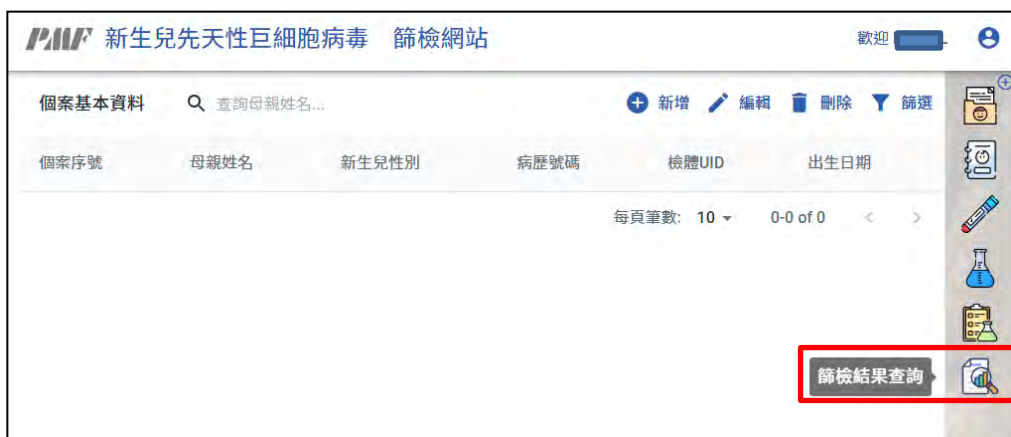 PMF 新生兒先天性巨細胞病毒 篩檢網站 歡迎
個案基本資料 查詢母親姓名... 新增 編輯 刪除 篩選
個案序號 母親姓名 新生兒性別 病歷號碼 檢體UID 出生日期
每頁筆數: 10 0-0 of 0 < >
篩檢結果查詢